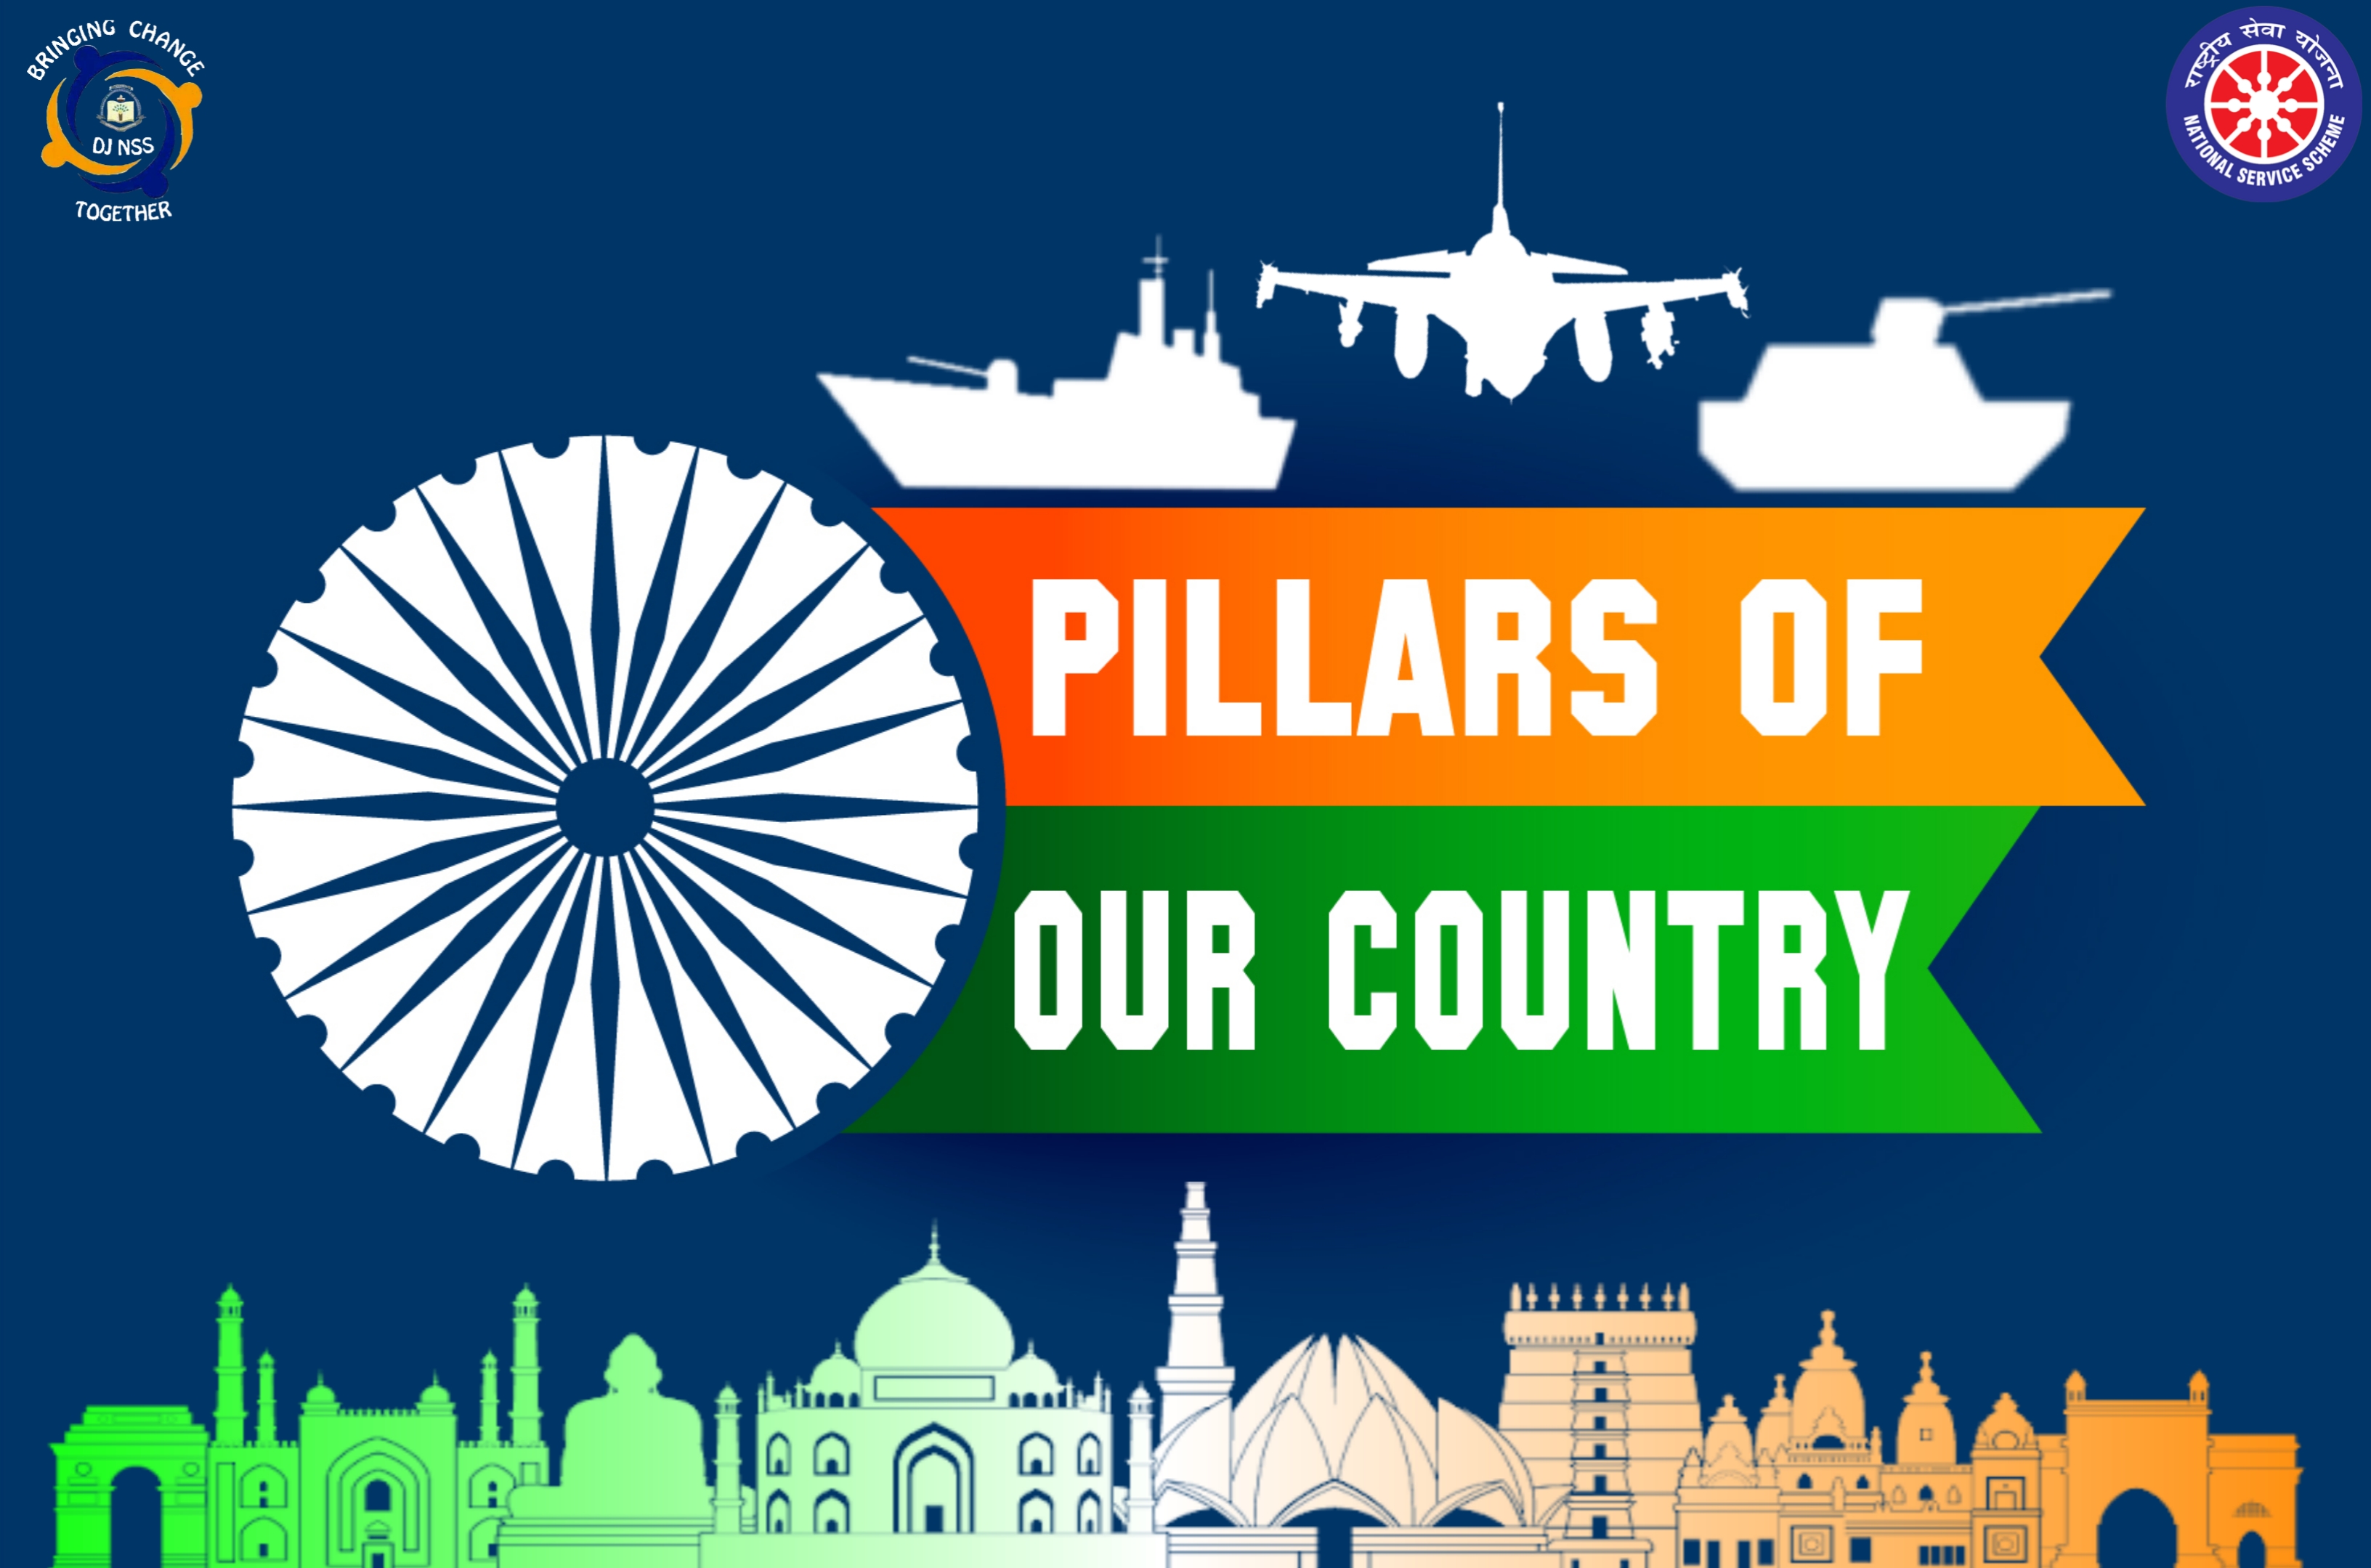 BRINGING CHANGE
DJ NSS
TOGETHER
राष्ट्रीय सेवा योजना
NATIONAL SERVICE SCHEME
PILLARS OF
OUR COUNTRY